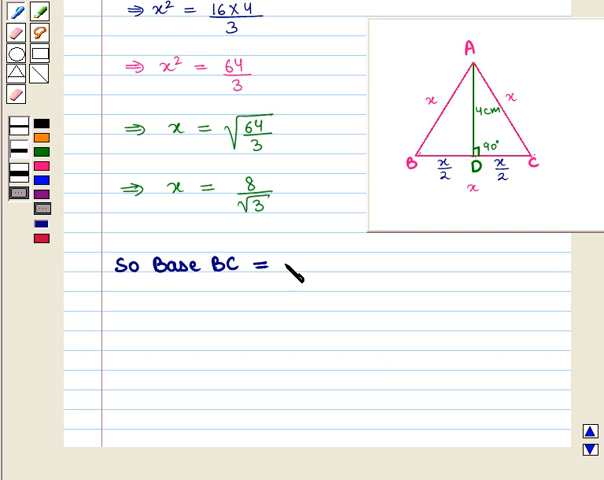 ⇒ x² = 16 × 4 / 3
⇒ x² = 64 / 3
⇒ x = √(64 / 3)
⇒ x = 8 / √3
So Base BC =
A
x
x
4cm
90°
B
x/2
D
x/2
C
x